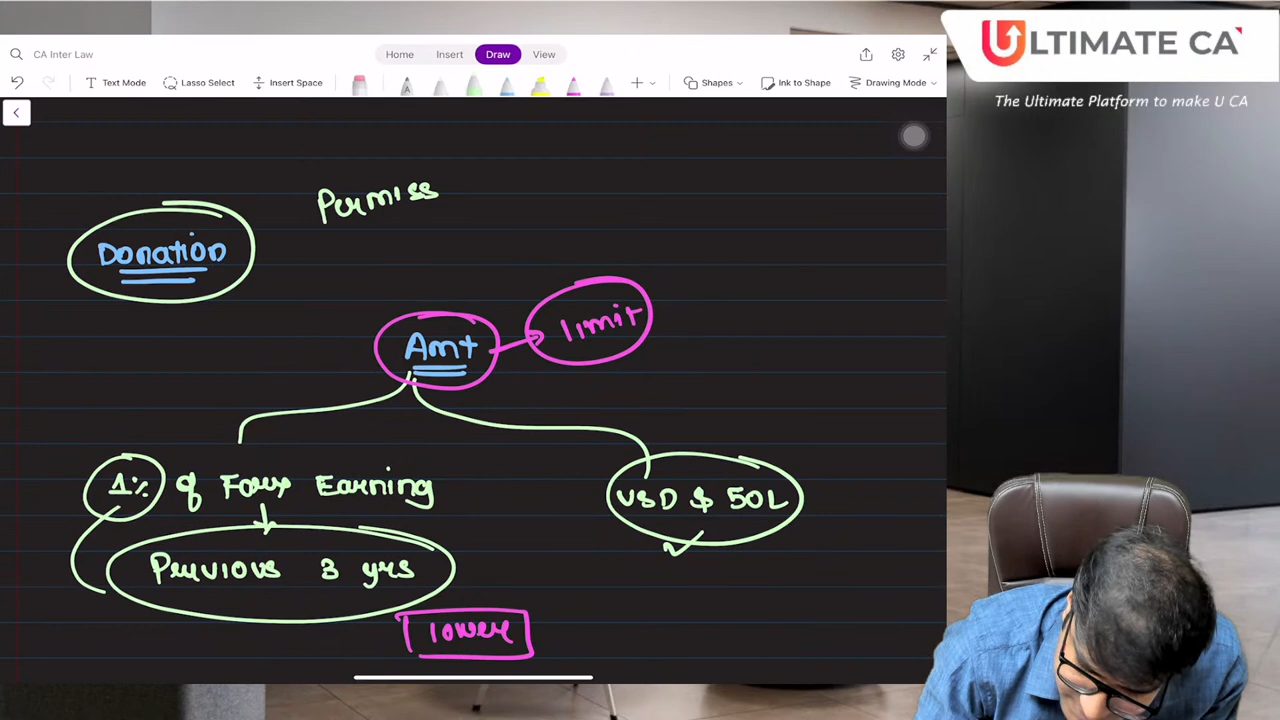 ULTIMATE CA
The Ultimate Platform to make U CA
CA Inter Law
Home Insert Draw View
Text Mode Lasso Select Insert Space Shapes Ink to Shape Drawing Mode
Permiss
Donation
limit
Amt
1% of Forex Earning
USD $ 50L
Previous 3 yrs
lower